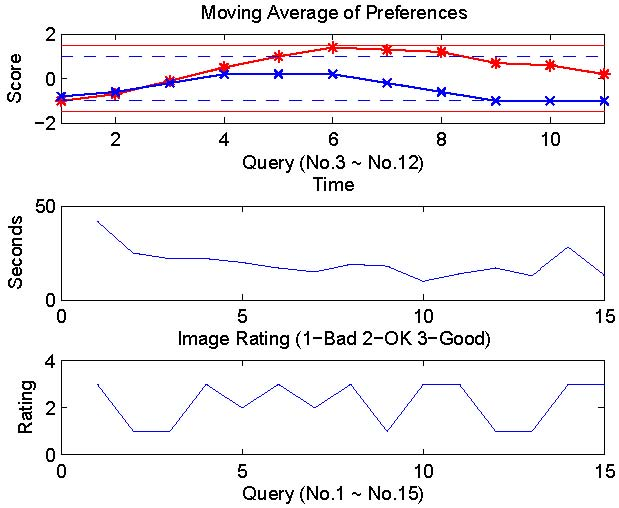 Moving Average of Preferences
2
0
−2
Score
2
4
6
8
10
Query (No.3 ~ No.12)
Time
50
0
Seconds
0
5
10
15
Image Rating (1−Bad 2−OK 3−Good)
4
2
0
Rating
0
5
10
15
Query (No.1 ~ No.15)